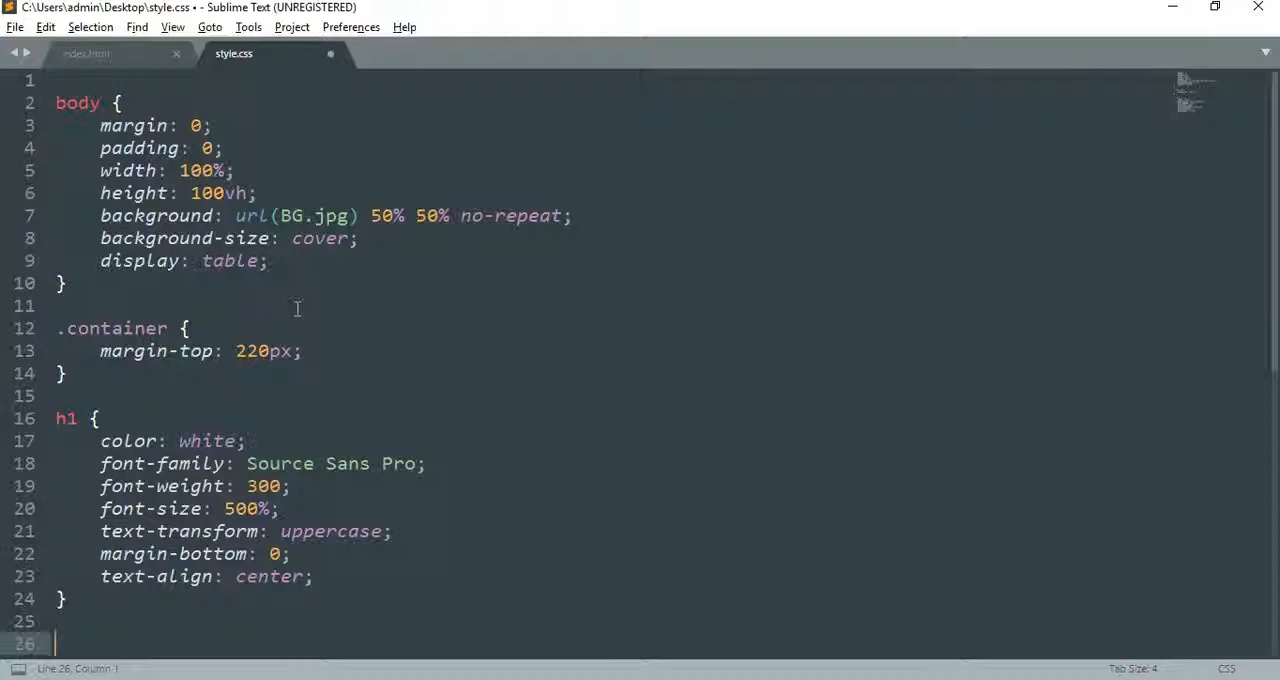 C:\Users\admin\Desktop\style.css • - Sublime Text (UNREGISTERED)
File Edit Selection Find View Goto Tools Project Preferences Help
index.html style.css
1
2 body {
3 margin: 0;
4 padding: 0;
5 width: 100%;
6 height: 100vh;
7 background: url(BG.jpg) 50% 50% no-repeat;
8 background-size: cover;
9 display: table;
10 }
11
12 .container {
13 margin-top: 220px;
14 }
15
16 h1 {
17 color: white;
18 font-family: Source Sans Pro;
19 font-weight: 300;
20 font-size: 500%;
21 text-transform: uppercase;
22 margin-bottom: 0;
23 text-align: center;
24 }
25
26
Line 26, Column 1 Tab Size: 4 CSS